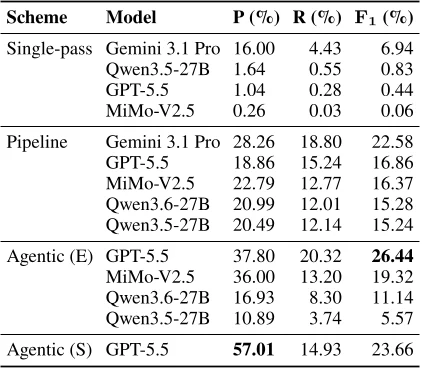 Scheme Model P (%) R (%) F₁ (%)
Single-pass Gemini 3.1 Pro 16.00 4.43 6.94
Qwen3.5-27B 1.64 0.55 0.83
GPT-5.5 1.04 0.28 0.44
MiMo-V2.5 0.26 0.03 0.06
Pipeline Gemini 3.1 Pro 28.26 18.80 22.58
GPT-5.5 18.86 15.24 16.86
MiMo-V2.5 22.79 12.77 16.37
Qwen3.6-27B 20.99 12.01 15.28
Qwen3.5-27B 20.49 12.14 15.24
Agentic (E) GPT-5.5 37.80 20.32 26.44
MiMo-V2.5 36.00 13.20 19.32
Qwen3.6-27B 16.93 8.30 11.14
Qwen3.5-27B 10.89 3.74 5.57
Agentic (S) GPT-5.5 57.01 14.93 23.66